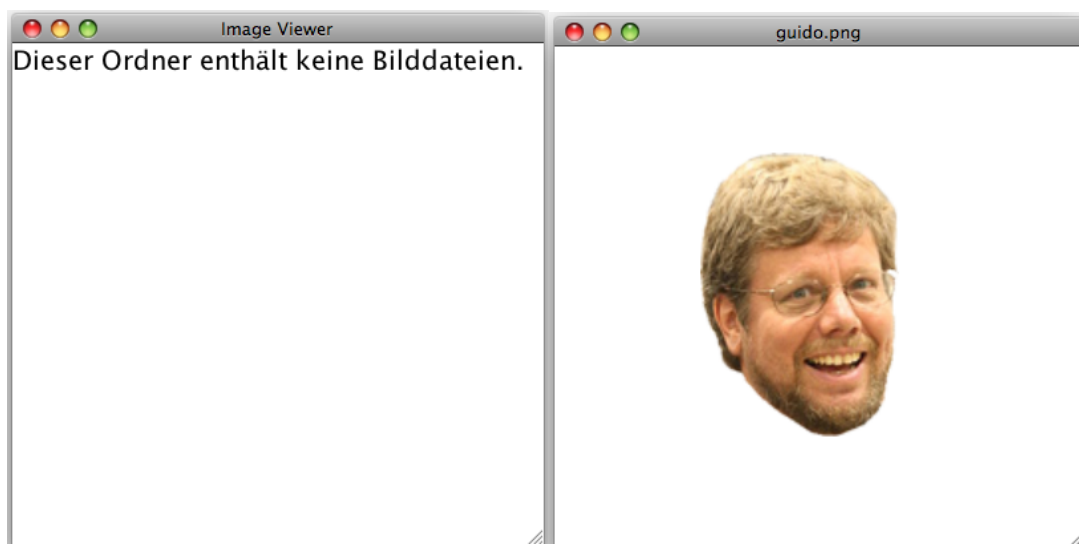 Image Viewer
Dieser Ordner enthält keine Bilddateien.
guido.png